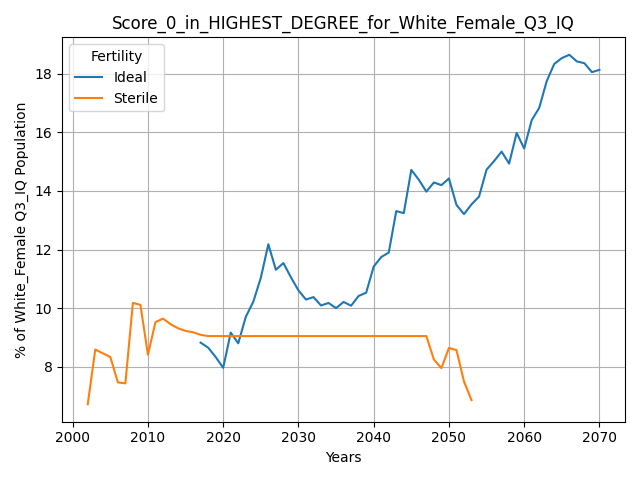 Score_0_in_HIGHEST_DEGREE_for_White_Female_Q3_IQ
Fertility
Ideal
Sterile
% of White_Female Q3_IQ Population
18
16
14
12
10
8
2000 2010 2020 2030 2040 2050 2060 2070
Years